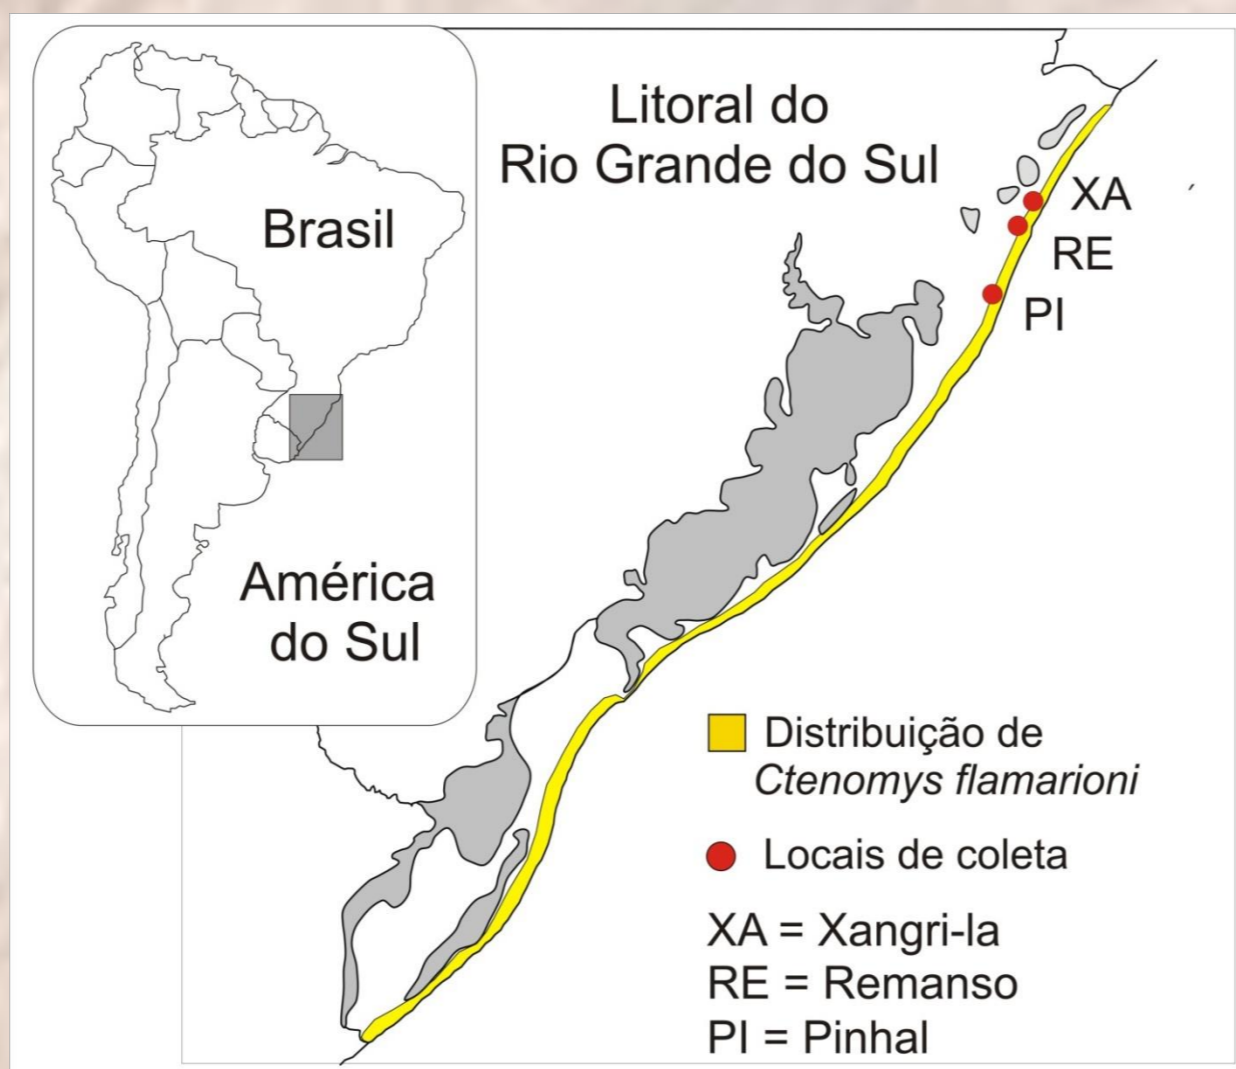 Litoral do
Rio Grande do Sul
Brasil
América
do Sul
XA
RE
PI
Distribuição de
Ctenomys flamarioni
Locais de coleta
XA = Xangri-la
RE = Remanso
PI = Pinhal